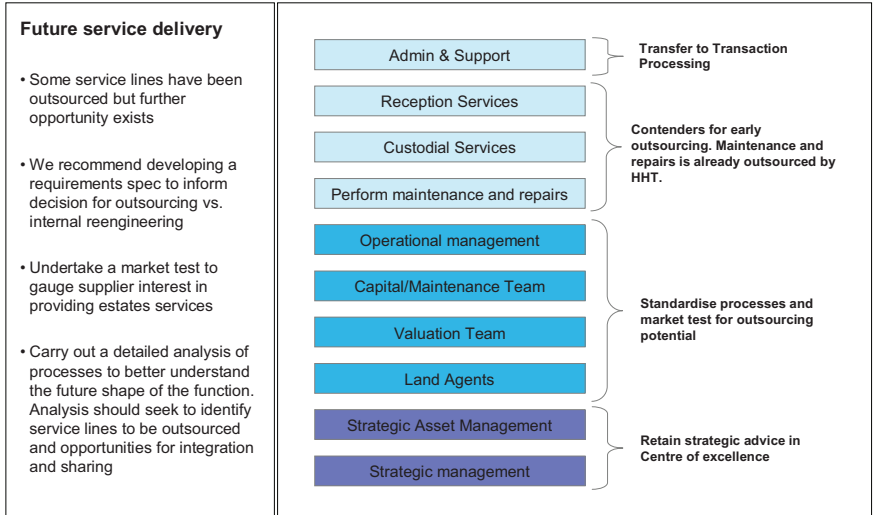 Future service delivery
• Some service lines have been
outsourced but further
opportunity exists
• We recommend developing a
requirements spec to inform
decision for outsourcing vs.
internal reengineering
• Undertake a market test to
gauge supplier interest in
providing estates services
• Carry out a detailed analysis of
processes to better understand
the future shape of the function.
Analysis should seek to identify
service lines to be outsourced
and opportunities for integration
and sharing
Admin & Support
Transfer to Transaction
Processing
Reception Services
Custodial Services
Perform maintenance and repairs
Contenders for early
outsourcing. Maintenance and
repairs is already outsourced by
HHT.
Operational management
Capital/Maintenance Team
Valuation Team
Land Agents
Standardise processes and
market test for outsourcing
potential
Strategic Asset Management
Strategic management
Retain strategic advice in
Centre of excellence